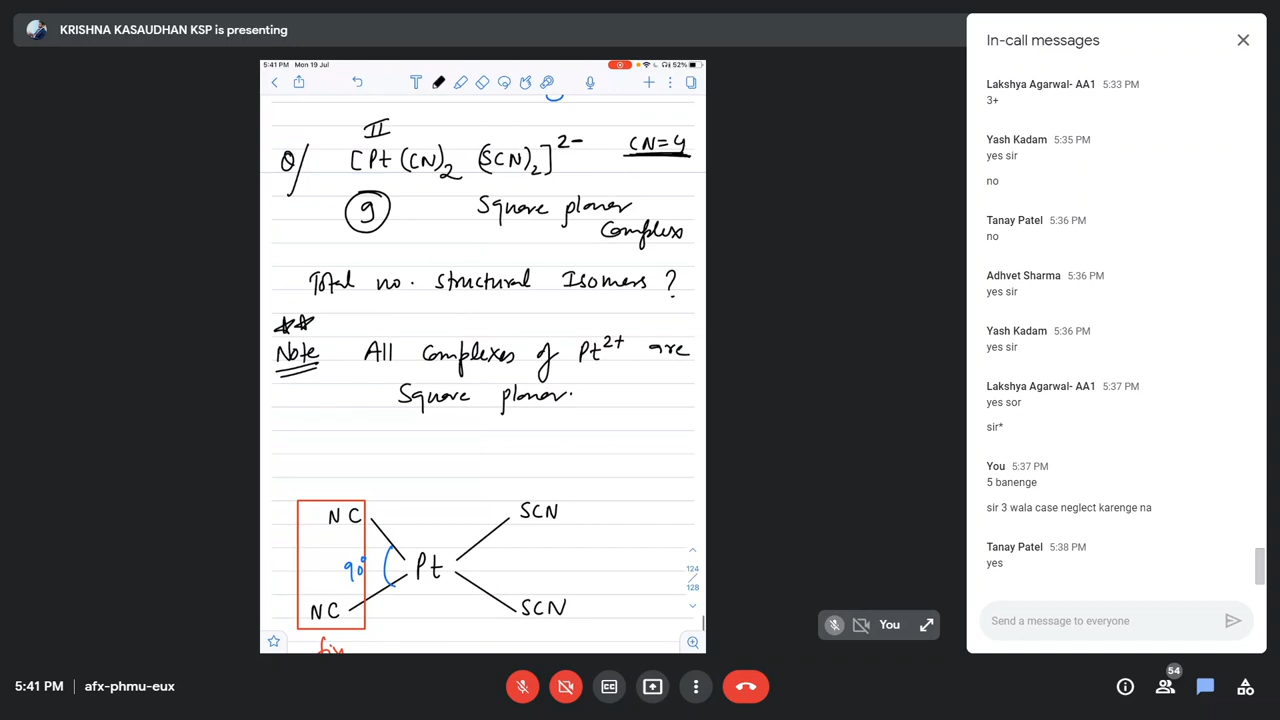 KRISHNA KASAUDHAN KSP is presenting
5:41 PM Mon 19 Jul
52%
II
Q/ [Pt(CN)2 (SCN)2]2- CN=4
9 Square planer
Complex
Total no. structural Isomers ?
Note All Complexes of Pt2+ are
Square planer.
NC SCN
90° Pt
NC SCN
fix
124
128
In-call messages
Lakshya Agarwal- AA1 5:33 PM
3+
Yash Kadam 5:35 PM
yes sir
no
Tanay Patel 5:36 PM
no
Adhvet Sharma 5:36 PM
yes sir
Yash Kadam 5:36 PM
yes sir
Lakshya Agarwal- AA1 5:37 PM
yes sor
sir*
You 5:37 PM
5 banenge
sir 3 wala case neglect karenge na
Tanay Patel 5:38 PM
yes
Send a message to everyone
You
5:41 PM afx-phmu-eux
54